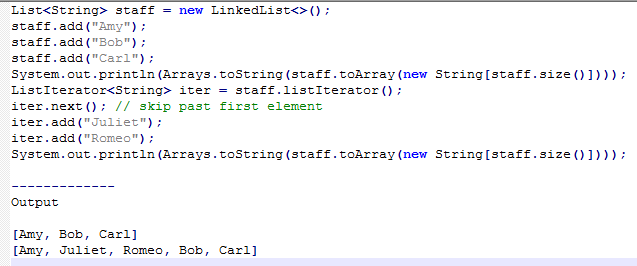 List<String> staff = new LinkedList<>();
staff.add("Amy");
staff.add("Bob");
staff.add("Carl");
System.out.println(Arrays.toString(staff.toArray(new String[staff.size()])));
ListIterator<String> iter = staff.listIterator();
iter.next(); // skip past first element
iter.add("Juliet");
iter.add("Romeo");
System.out.println(Arrays.toString(staff.toArray(new String[staff.size()])));
-------------
Output
[Amy, Bob, Carl]
[Amy, Juliet, Romeo, Bob, Carl]